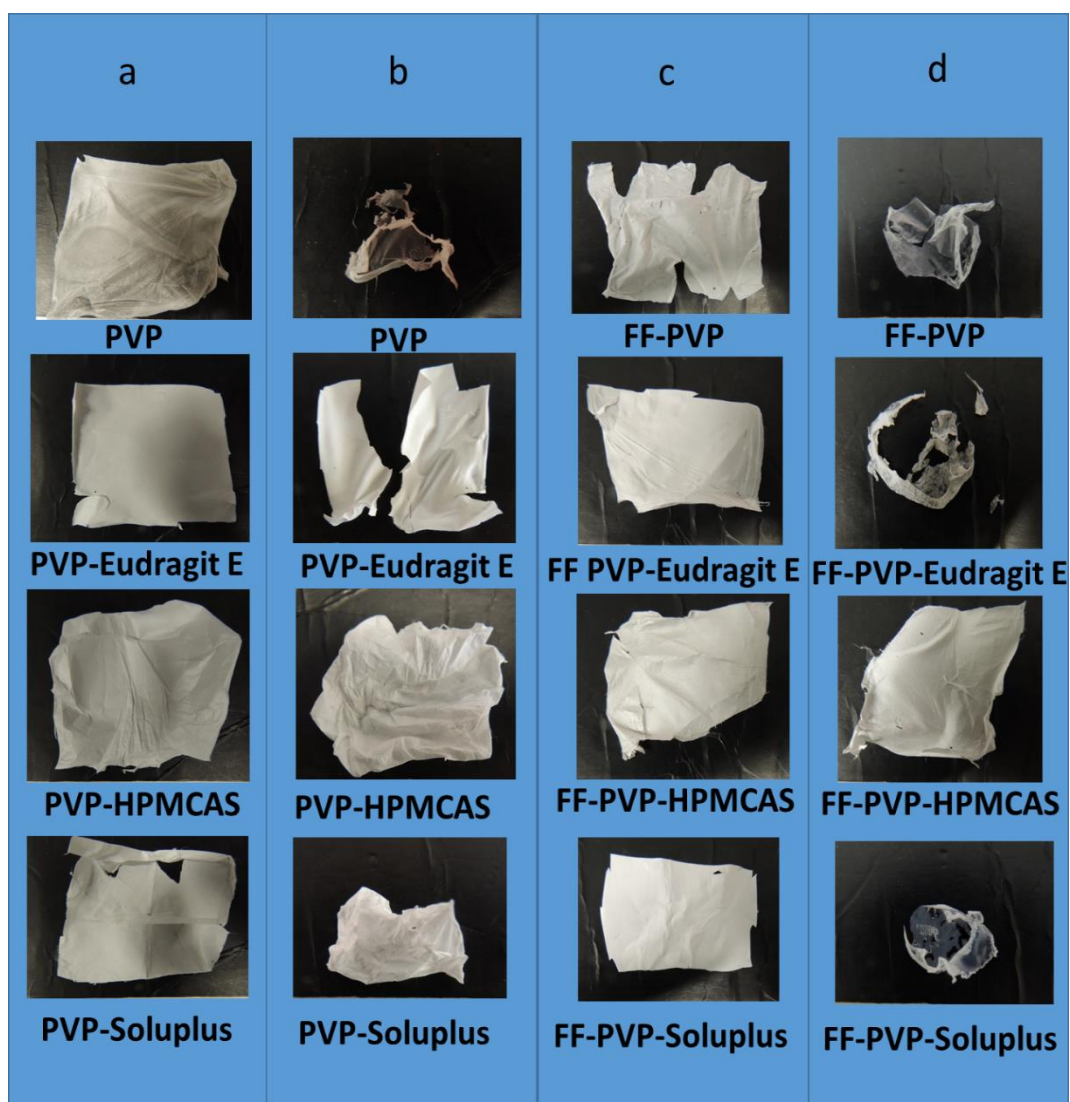 a b c d
PVP PVP FF-PVP FF-PVP
PVP-Eudragit E PVP-Eudragit E FF PVP-Eudragit E FF-PVP-Eudragit E
PVP-HPMCAS PVP-HPMCAS FF-PVP-HPMCAS FF-PVP-HPMCAS
PVP-Soluplus PVP-Soluplus FF-PVP-Soluplus FF-PVP-Soluplus